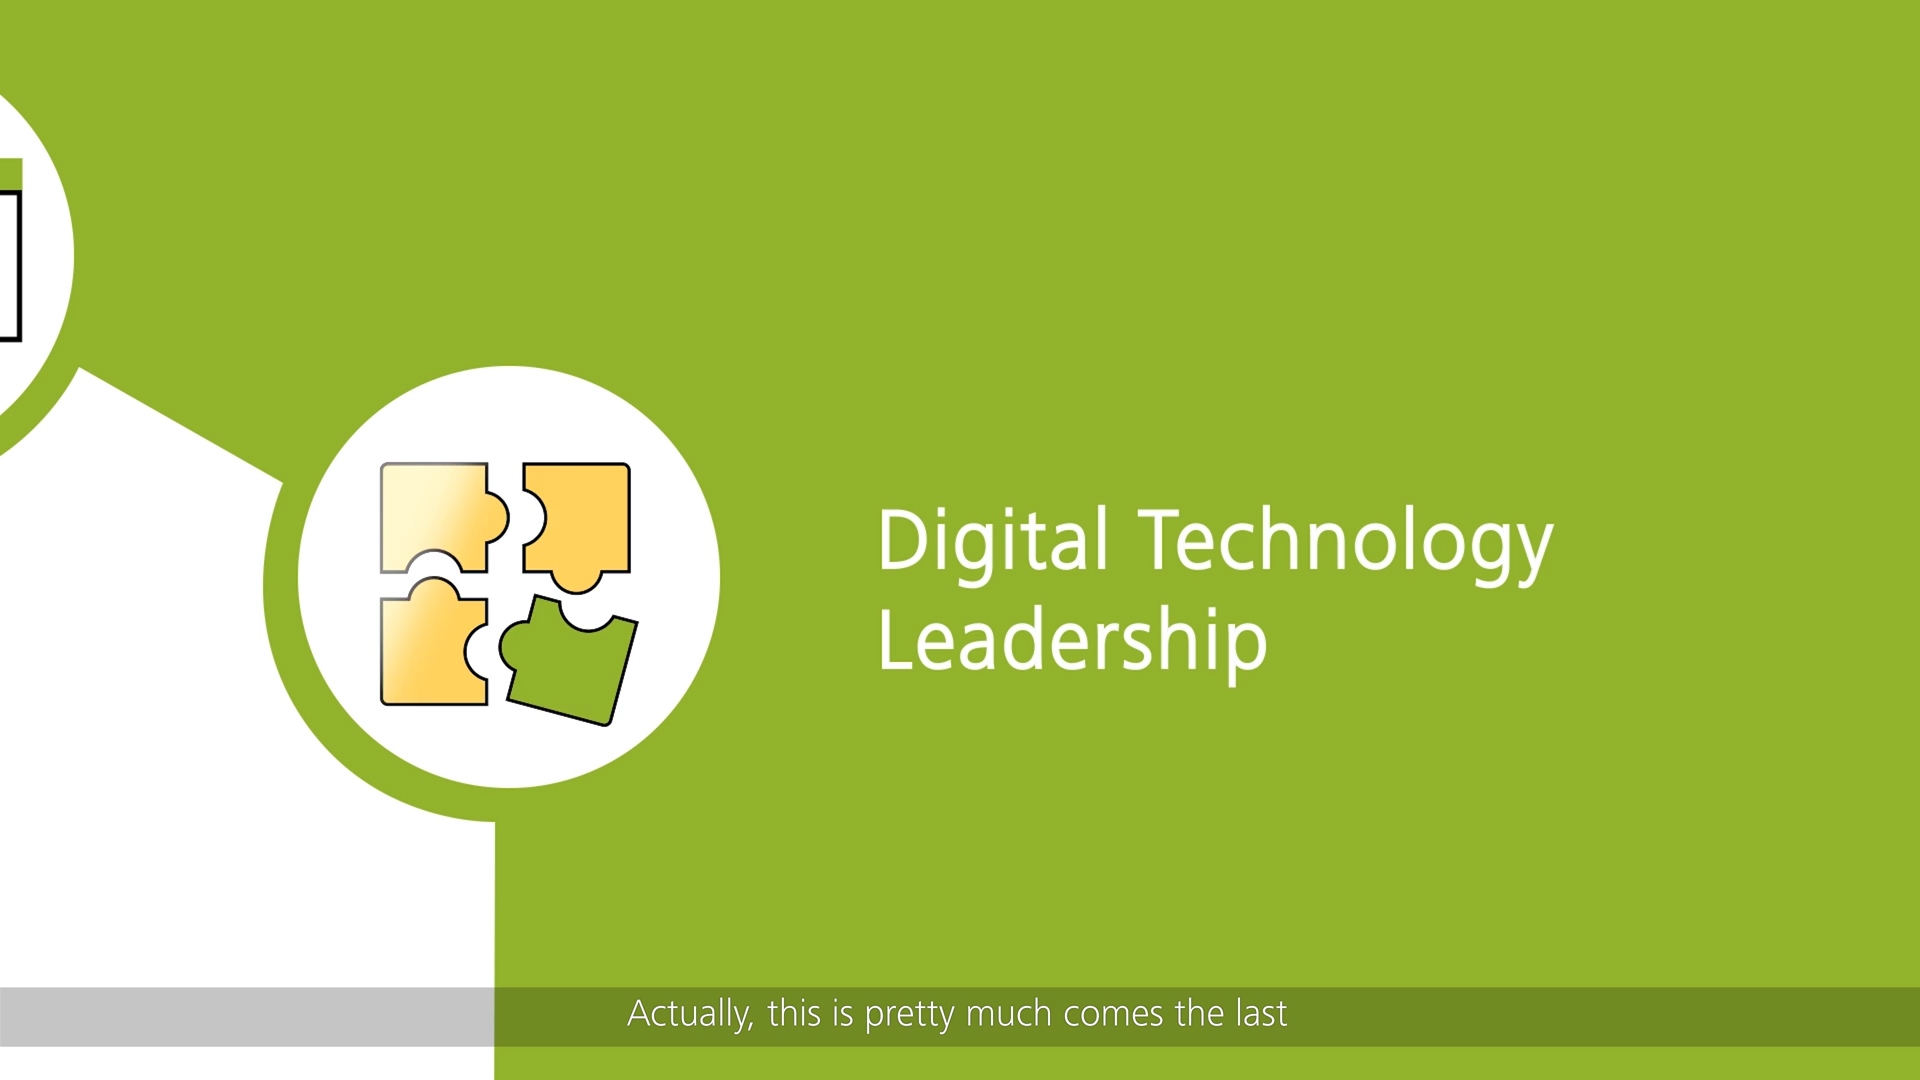 Digital Technology
Leadership
Actually, this is pretty much comes the last